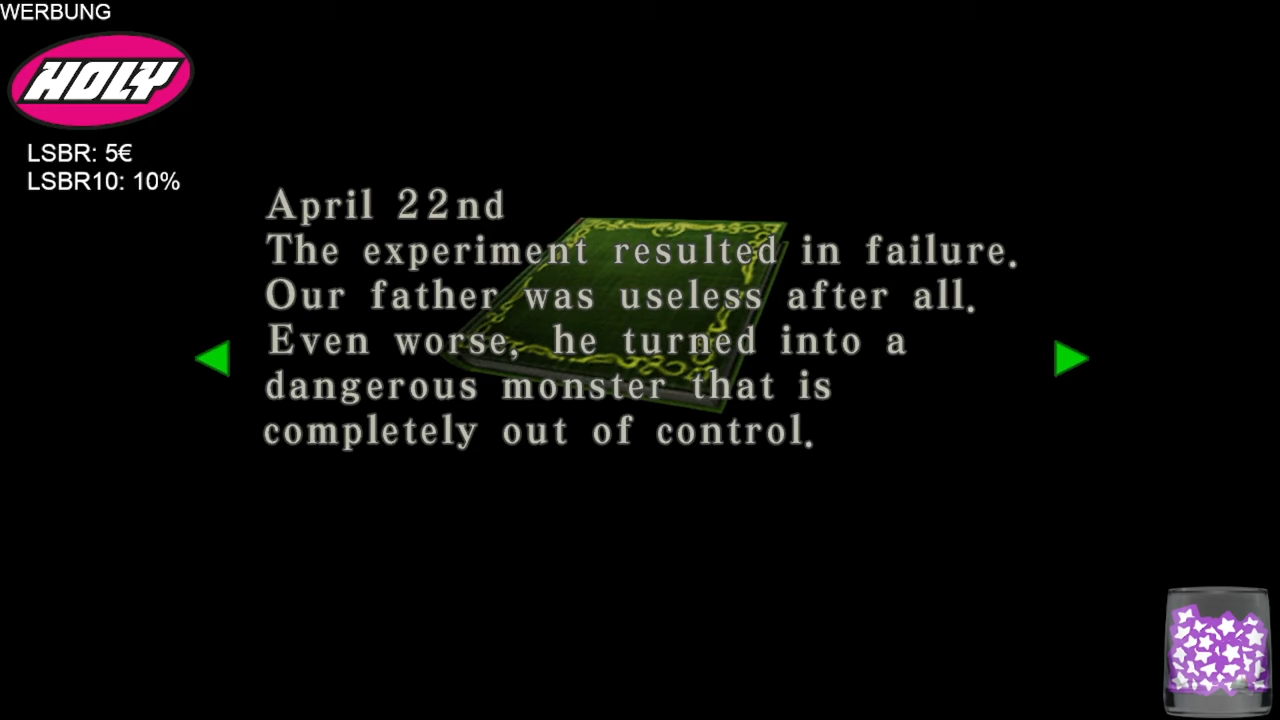 WERBUNG
HOLY
LSBR: 5€
LSBR10: 10%
April 22nd
The experiment resulted in failure.
Our father was useless after all.
Even worse, he turned into a
dangerous monster that is
completely out of control.